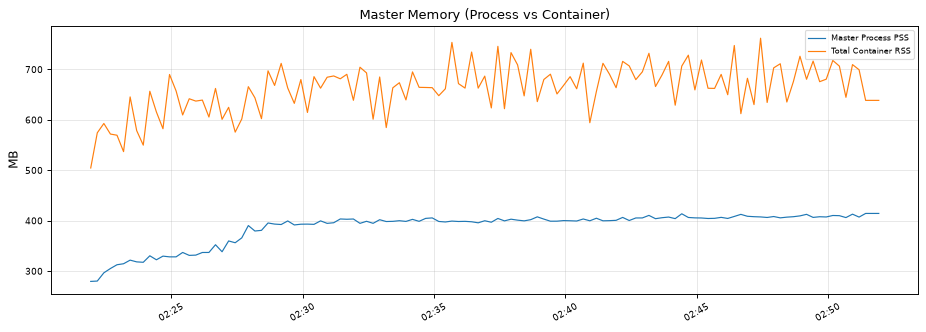 Master Memory (Process vs Container)
Master Process PSS
Total Container RSS
MB
700
600
500
400
300
02:25
02:30
02:35
02:40
02:45
02:50